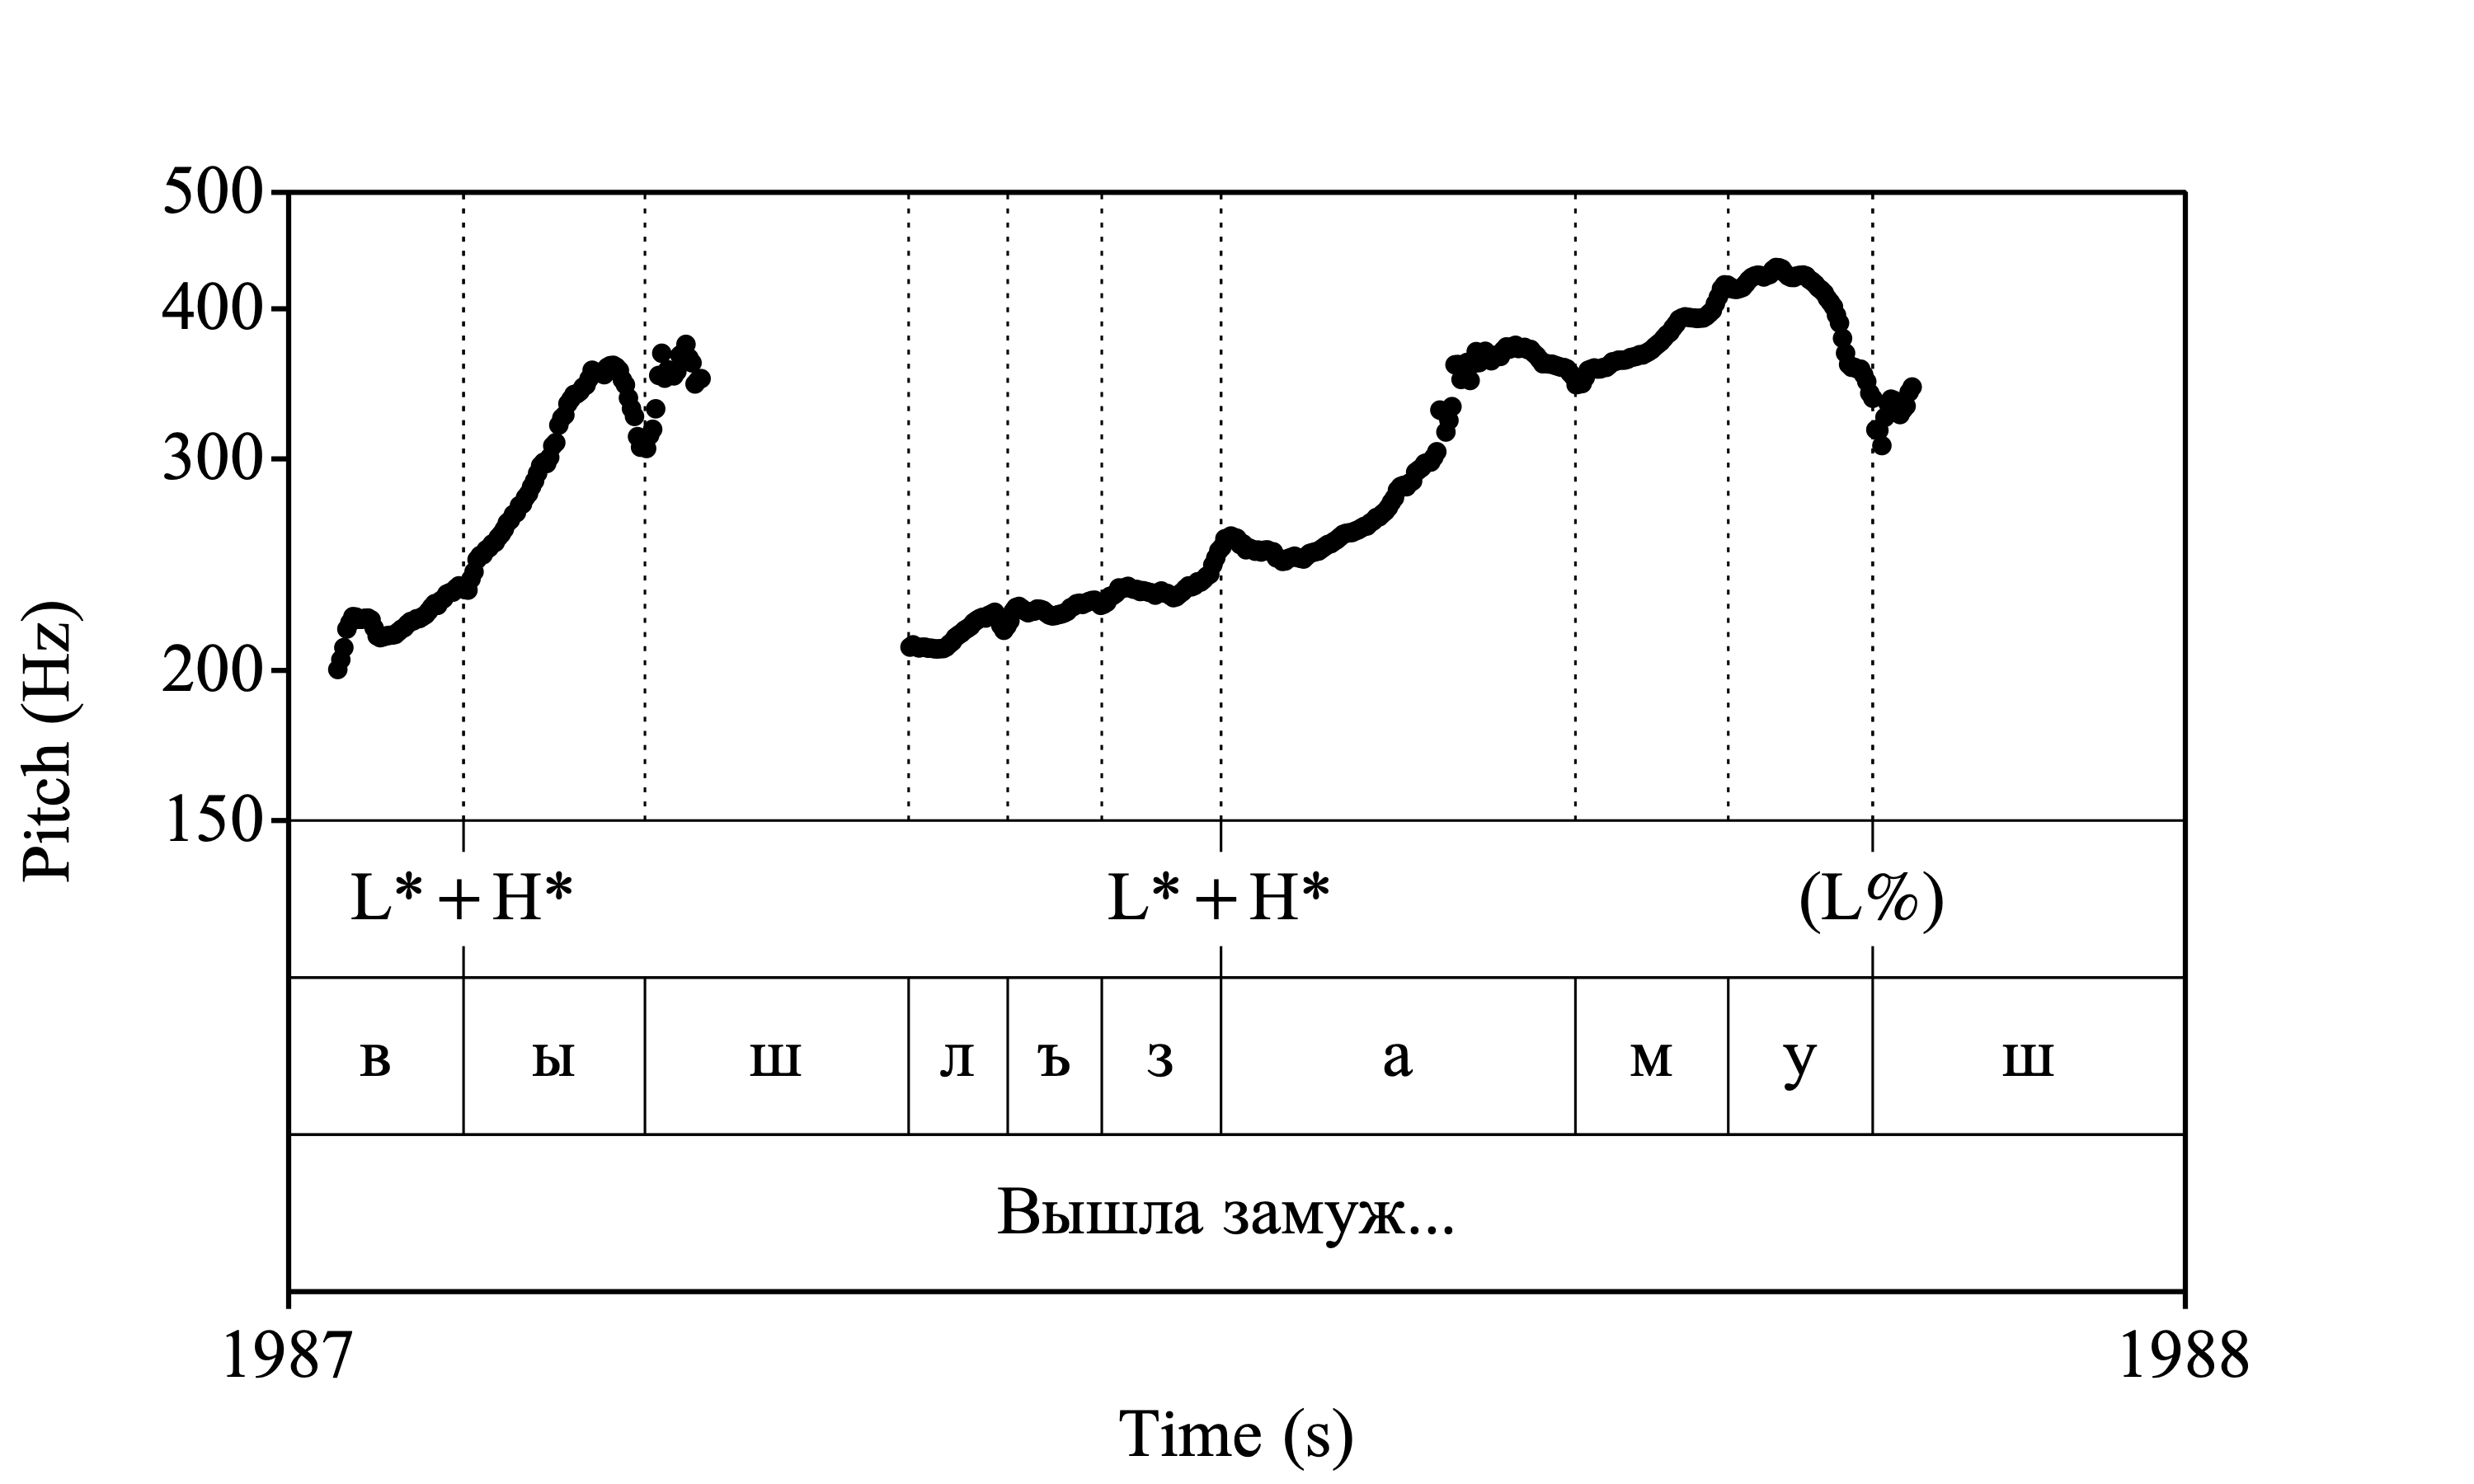 500
400
300
200
150
Pitch (Hz)
L*+H* L*+H* (L%)
в ы ш л ъ з а м у ш
Вышла замуж...
1987 1988
Time (s)